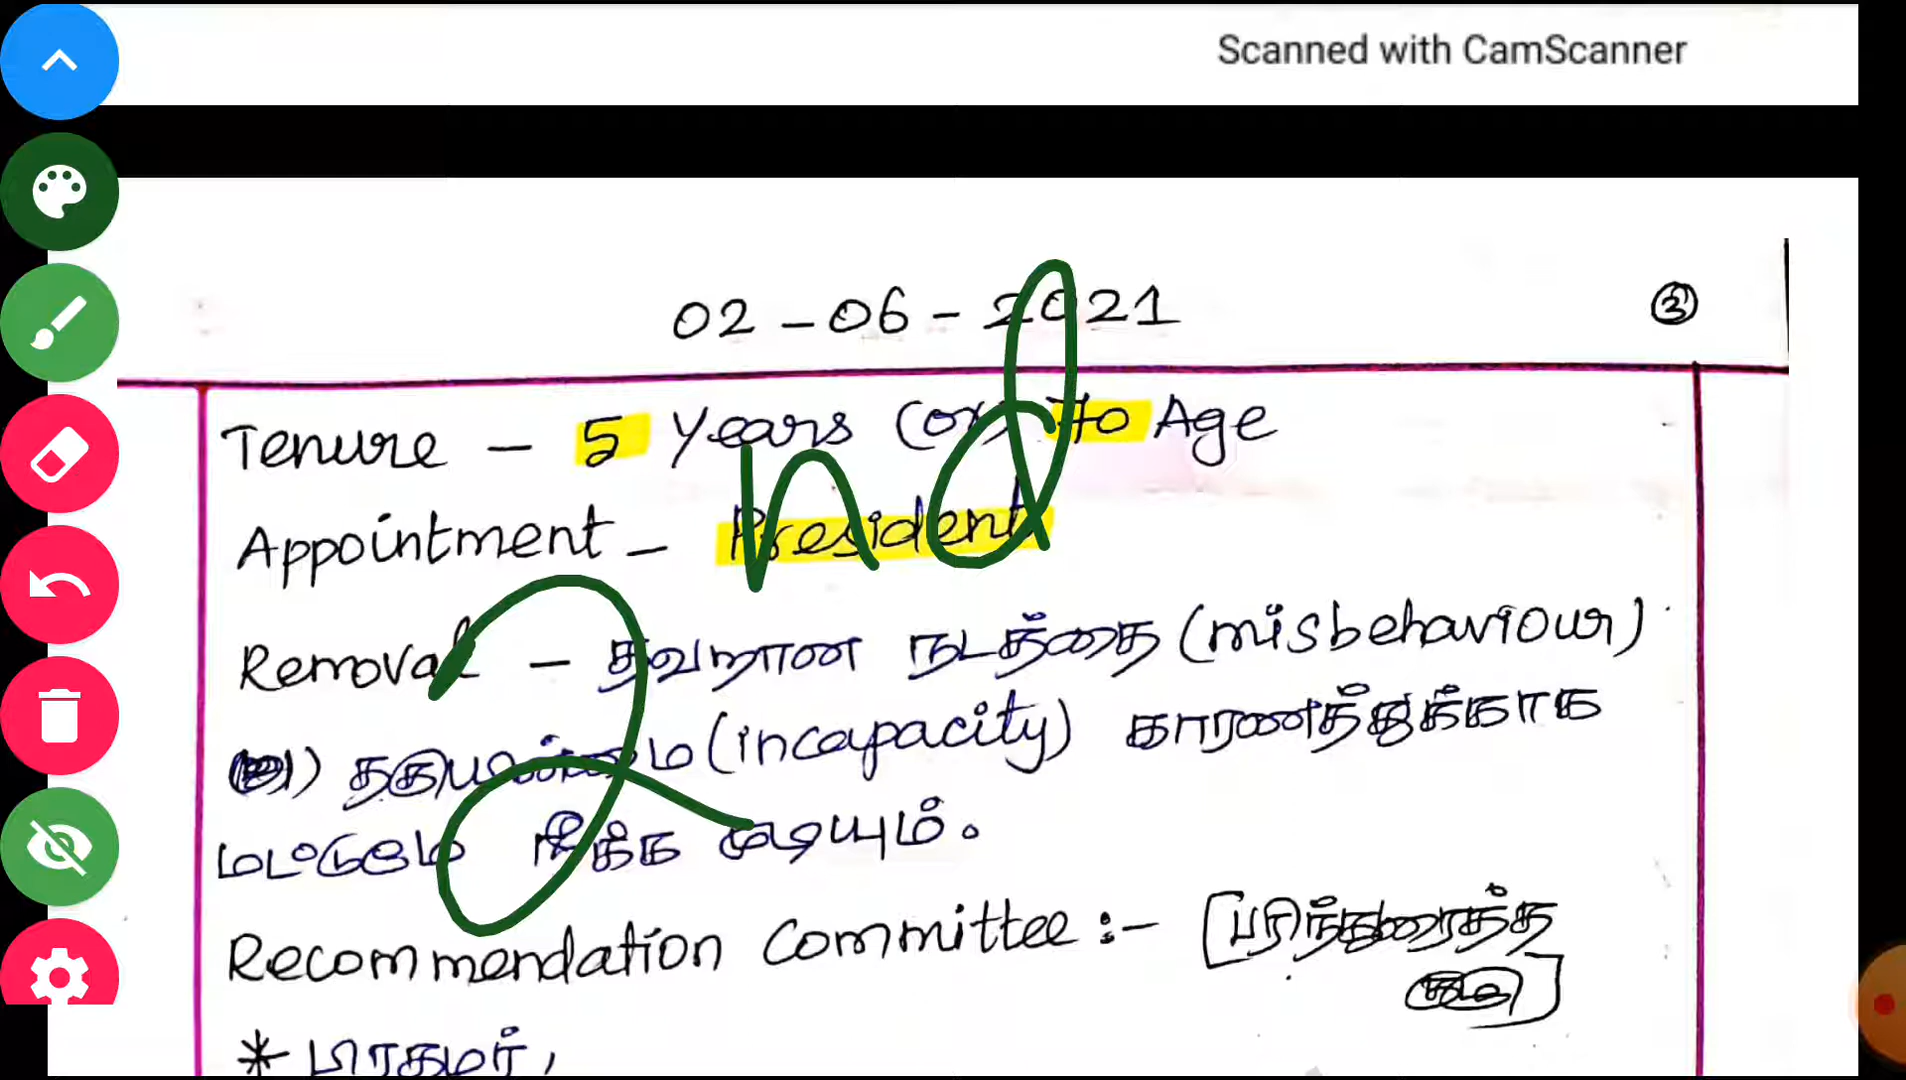 Scanned with CamScanner
02 - 06 - 2021
3
Tenure - 5 Years (or) 70 Age
Appointment - President
Removal - தவறான நடத்தை (misbehaviour)
(அ) தகுதியின்மை (incapacity) காரணத்துக்காக
மட்டுமே நீக்க முடியும்.
Recommendation Committee :- [பரிந்துரைத்த
குழு]
* பிரதமர்,
2nd